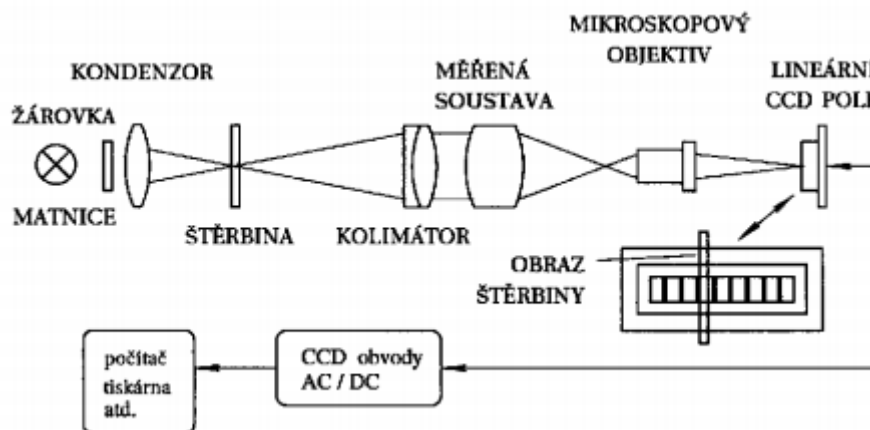 MIKROSKOPOVÝ
OBJEKTIV
KONDENZOR
MĚŘENÁ
SOUSTAVA
LINEÁRNÍ
CCD POLE
ŽÁROVKA
MATNICE
ŠTĚRBINA
KOLIMÁTOR
OBRAZ
ŠTĚRBINY
počítač
tiskárna
atd.
CCD obvody
AC / DC